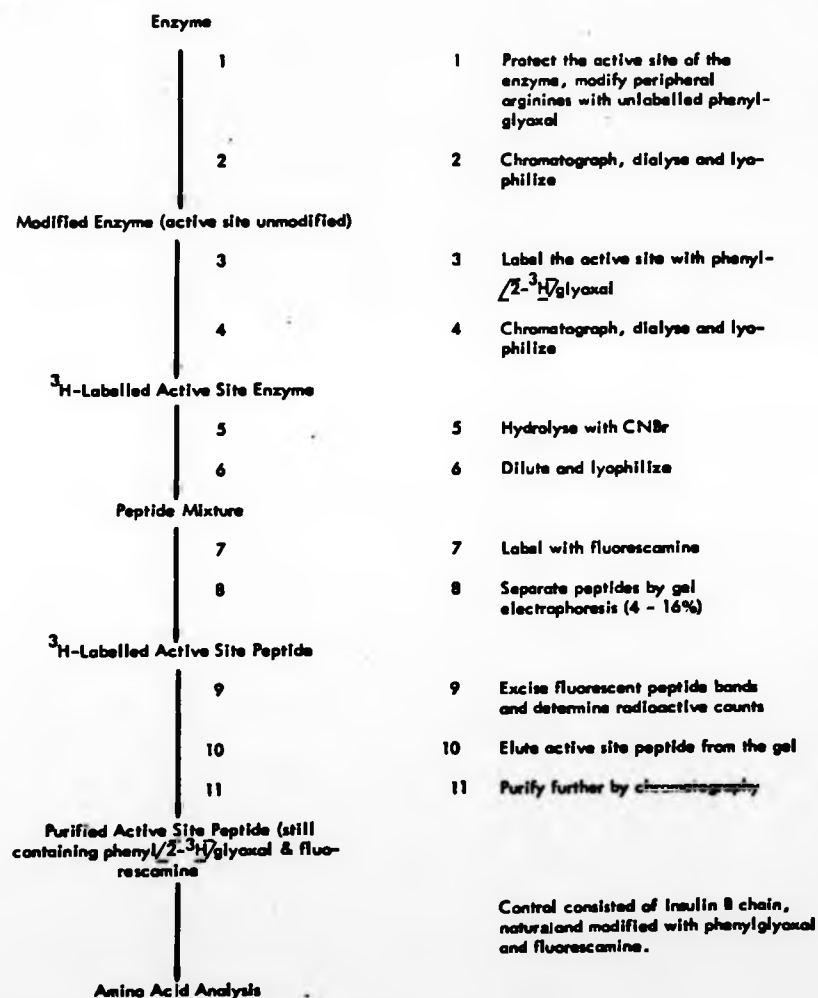 Enzyme
1
2
Modified Enzyme (active site unmodified)
3
4
³H-Labelled Active Site Enzyme
5
6
Peptide Mixture
7
8
³H-Labelled Active Site Peptide
9
10
11
Purified Active Site Peptide (still
containing phenyl/2-³H/glyoxal & fluo-
rescamine
Amino Acid Analysis
1 Protect the active site of the
enzyme, modify peripheral
arginines with unlabelled phenyl-
glyoxal
2 Chromatograph, dialyse and lyo-
philize
3 Label the active site with phenyl-
/2-³H/glyoxal
4 Chromatograph, dialyse and lyo-
philize
5 Hydrolyse with CNBr
6 Dilute and lyophilize
7 Label with fluorescamine
8 Separate peptides by gel
electrophoresis (4 - 16%)
9 Excise fluorescent peptide bands
and determine radioactive counts
10 Elute active site peptide from the gel
11 Purify further by chromatography
Control consisted of Insulin B chain,
naturaland modified with phenylglyoxal
and fluorescamine.